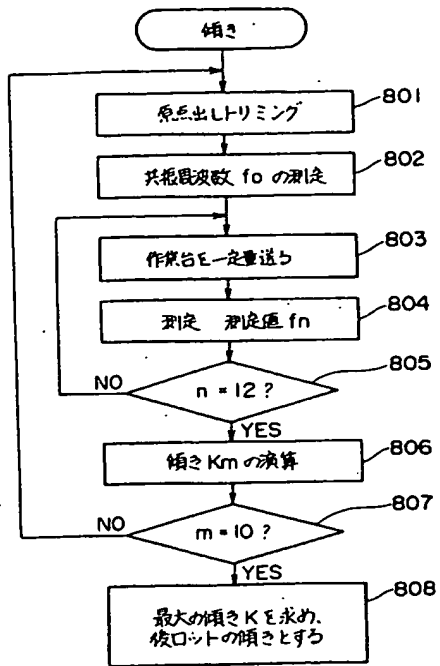 傾き
原点出しトリミング
801
共振周波数 fo の測定
802
作業台を一定量送る
803
測定 測定値 fn
804
n = 12 ?
805
NO
YES
傾き Km の演算
806
m = 10 ?
807
NO
YES
最大の傾き K を求め、
後ロットの傾きとする
808